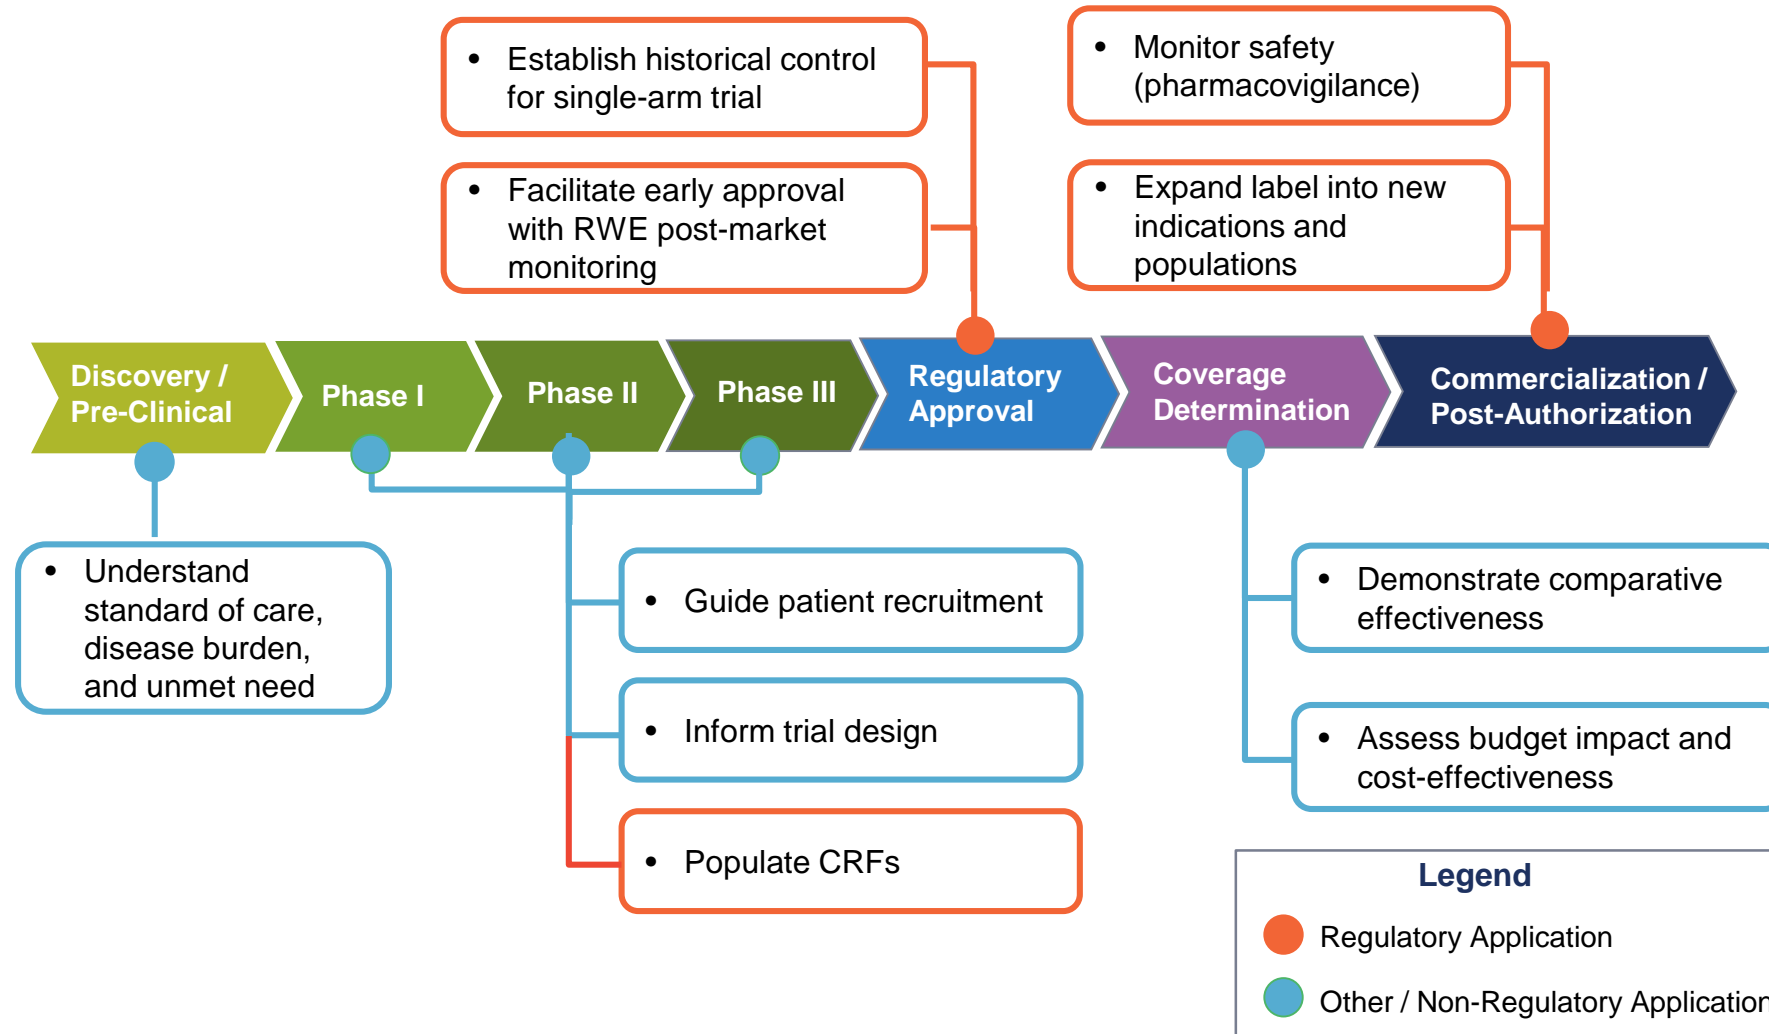 • Establish historical control
for single-arm trial
• Monitor safety
(pharmacovigilance)
• Facilitate early approval
with RWE post-market
monitoring
• Expand label into new
indications and
populations
Discovery /
Pre-Clinical
Phase I
Phase II
Phase III
Regulatory
Approval
Coverage
Determination
Commercialization /
Post-Authorization
• Understand
standard of care,
disease burden,
and unmet need
• Guide patient recruitment
• Inform trial design
• Populate CRFs
• Demonstrate comparative
effectiveness
• Assess budget impact and
cost-effectiveness
Legend
Regulatory Application
Other / Non-Regulatory Application